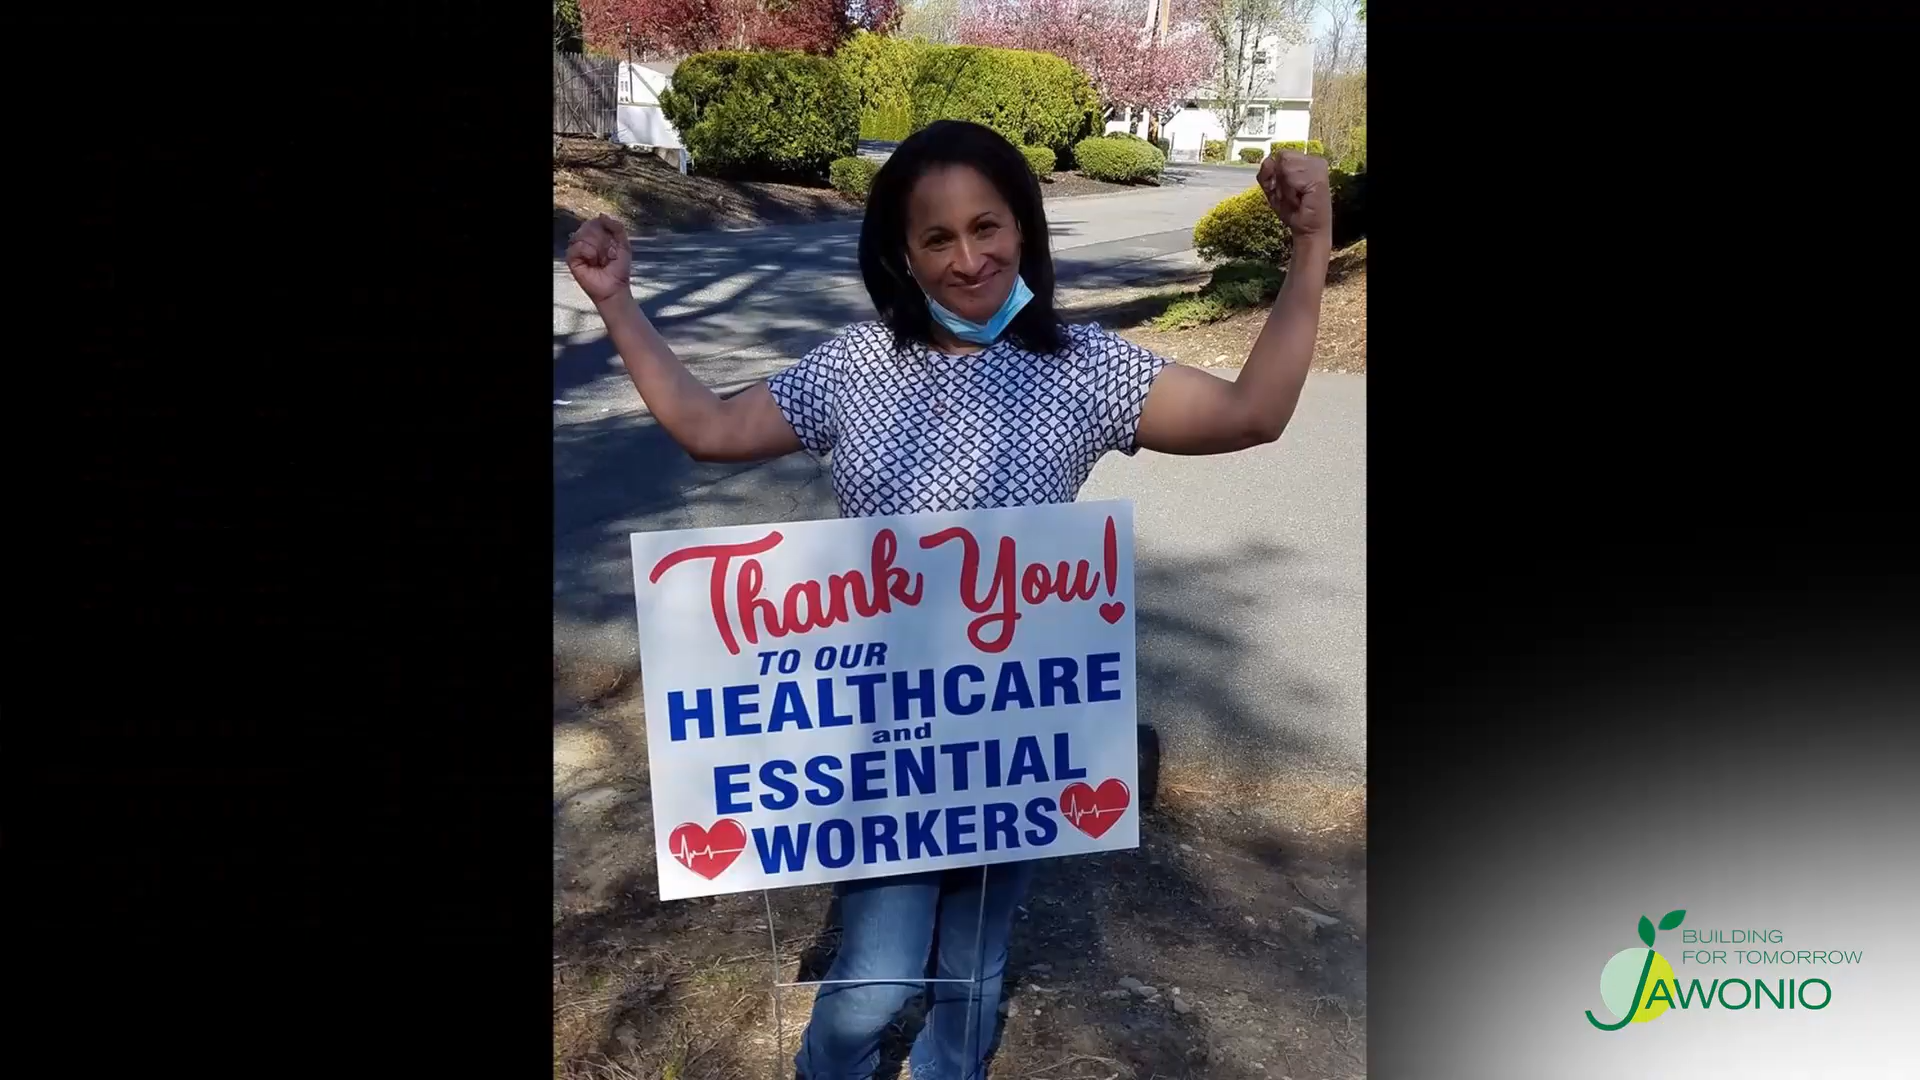 Thank You!
TO OUR
HEALTHCARE
and
ESSENTIAL
WORKERS
BUILDING
FOR TOMORROW
JAWONIO